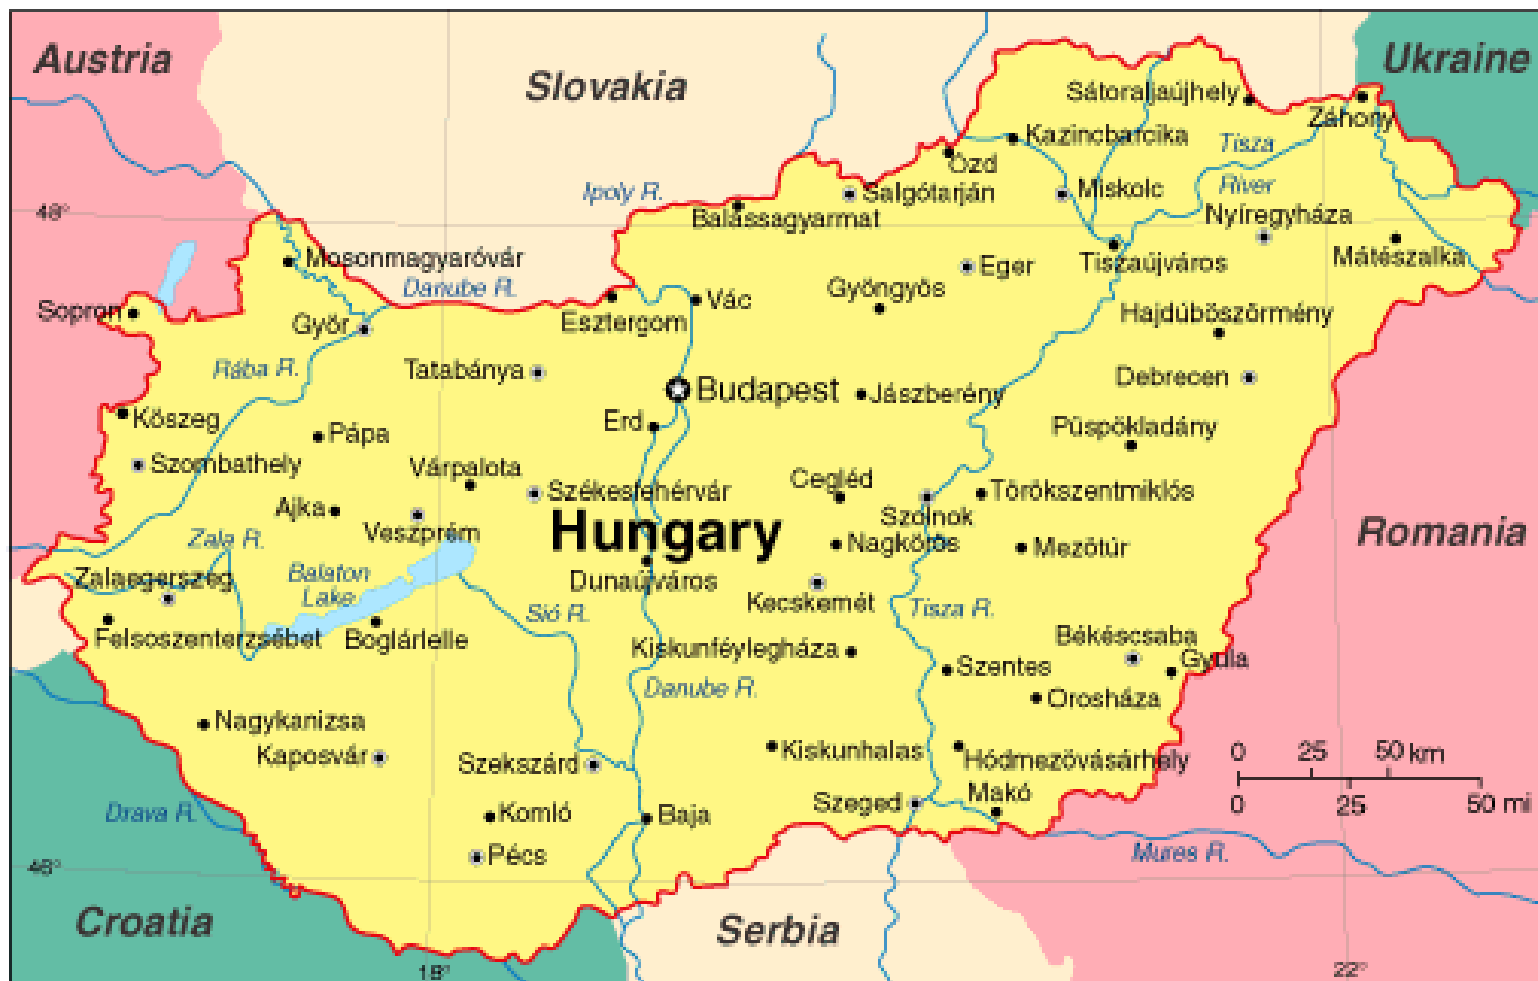 Austria
Slovakia
Ukraine
Sátoraljaújhely
Záhony
Kazincbarcika
Ózd
Tisza
River
Ipoly R.
Salgótarján
Miskolc
48°
Balassagyarmat
Nyíregyháza
Mosonmagyaróvár
Eger
Tiszaújváros
Mátészalka
Danube R.
Gyöngyös
Vác
Sopron
Győr
Esztergom
Hajdúböszörmény
Rába R.
Tatabánya
Debrecen
Budapest
Jászberény
Kőszeg
Pápa
Erd
Püspökladány
Szombathely
Várpalota
Cegléd
Székesfehérvár
Törökszentmiklós
Ajka
Szolnok
Veszprém
Hungary
Romania
Zala R.
Nagykörös
Mezőtúr
Zalaegerszeg
Balaton
Lake
Dunaújváros
Kecskemét
Sió R.
Tisza R.
Felsoszenterzsébet
Boglárlelle
Békéscsaba
Kiskunféylegháza
Szentes
Gyula
Danube R.
Orosháza
Nagykanizsa
Kaposvár
Szekszárd
Kiskunhalas
Hódmezövásárhely
0 25 50 km
Makó
0 25 50 mi
Drava R.
Komló
Baja
Szeged
Pécs
Mures R.
46°
Croatia
Serbia
18°
22°